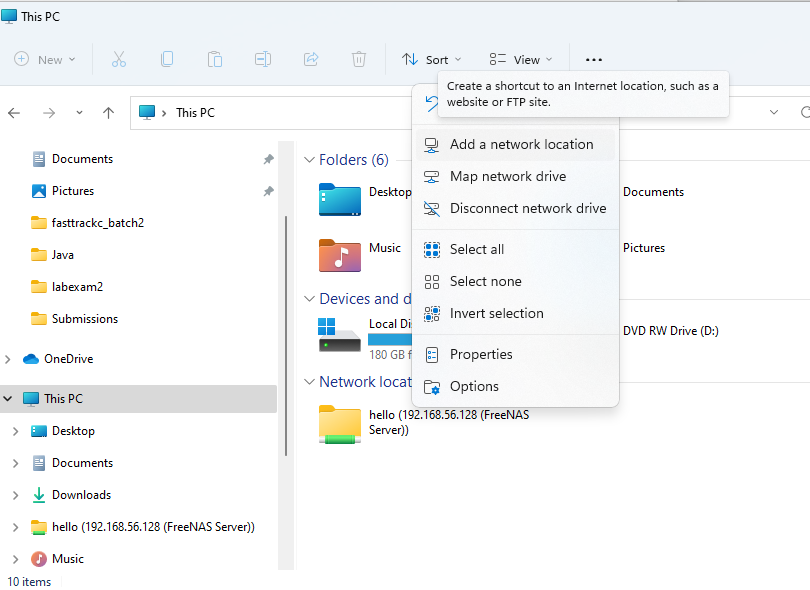 This PC
New
Sort
View
Create a shortcut to an Internet location, such as a
website or FTP site.
This PC
Add a network location
Map network drive
Disconnect network drive
Select all
Select none
Invert selection
Properties
Options
Documents
Pictures
fasttrackc_batch2
Java
labexam2
Submissions
OneDrive
This PC
Desktop
Documents
Downloads
hello (192.168.56.128 (FreeNAS Server))
Music
Folders (6)
Desktop
Documents
Music
Pictures
Devices and d
Local Di
180 GB f
DVD RW Drive (D:)
Network locat
hello (192.168.56.128 (FreeNAS
Server))
10 items